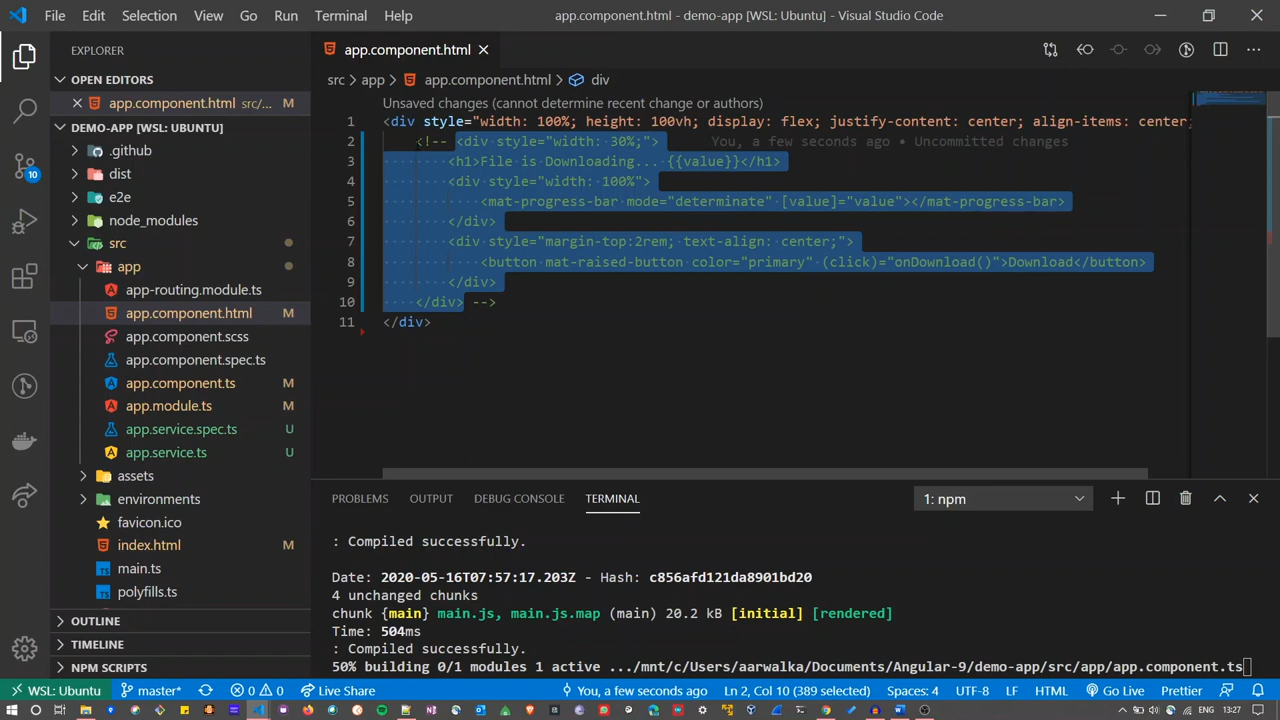 File Edit Selection View Go Run Terminal Help app.component.html - demo-app [WSL: Ubuntu] - Visual Studio Code
EXPLORER
OPEN EDITORS
app.component.html src/... M
DEMO-APP [WSL: UBUNTU]
.github
dist
e2e
node_modules
src
app
app-routing.module.ts
app.component.html M
app.component.scss
app.component.spec.ts
app.component.ts M
app.module.ts M
app.service.spec.ts U
app.service.ts U
assets
environments
favicon.ico
index.html M
main.ts
polyfills.ts
OUTLINE
TIMELINE
NPM SCRIPTS
10
app.component.html
src > app > app.component.html > div
Unsaved changes (cannot determine recent change or authors)
1 <div style="width: 100%; height: 100vh; display: flex; justify-content: center; align-items: center;
2 <!-- <div style="width: 30%;"> You, a few seconds ago • Uncommitted changes
3 <h1>File is Downloading... {{value}}</h1>
4 <div style="width: 100%">
5 <mat-progress-bar mode="determinate" [value]="value"></mat-progress-bar>
6 </div>
7 <div style="margin-top:2rem; text-align: center;">
8 <button mat-raised-button color="primary" (click)="onDownload()">Download</button>
9 </div>
10 </div> -->
11 </div>
PROBLEMS OUTPUT DEBUG CONSOLE TERMINAL 1: npm
: Compiled successfully.
Date: 2020-05-16T07:57:17.203Z - Hash: c856afd121da8901bd20
4 unchanged chunks
chunk {main} main.js, main.js.map (main) 20.2 kB [initial] [rendered]
Time: 504ms
: Compiled successfully.
50% building 0/1 modules 1 active .../mnt/c/Users/aarwalka/Documents/Angular-9/demo-app/src/app/app.component.ts
WSL: Ubuntu master* 0 0 Live Share You, a few seconds ago Ln 2, Col 10 (389 selected) Spaces: 4 UTF-8 LF HTML Go Live Prettier
ENG 13:27